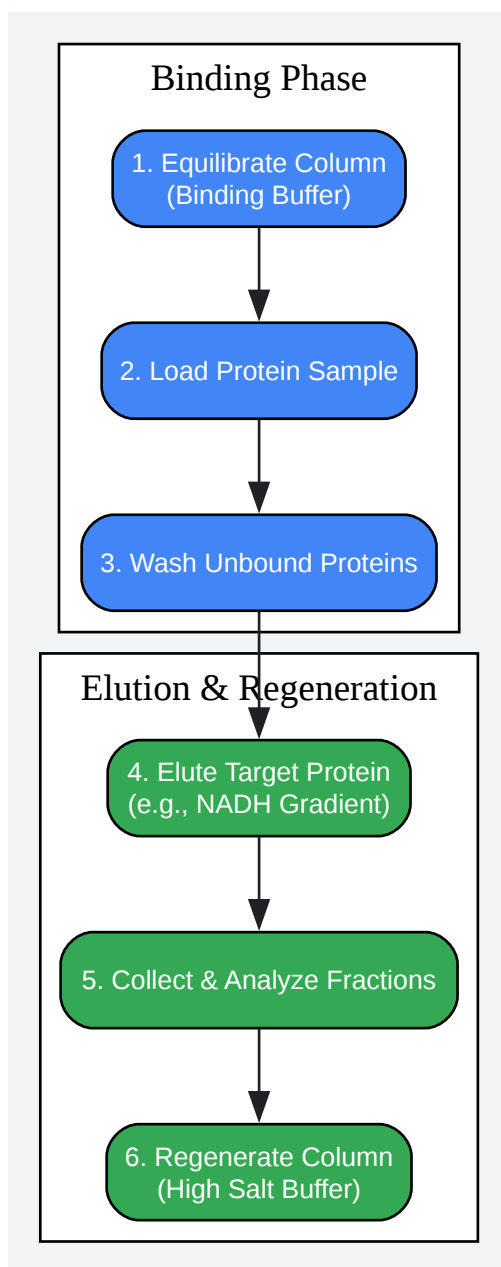 Binding Phase
1. Equilibrate Column
(Binding Buffer)
2. Load Protein Sample
3. Wash Unbound Proteins
Elution & Regeneration
4. Elute Target Protein
(e.g., NADH Gradient)
5. Collect & Analyze Fractions
6. Regenerate Column
(High Salt Buffer)